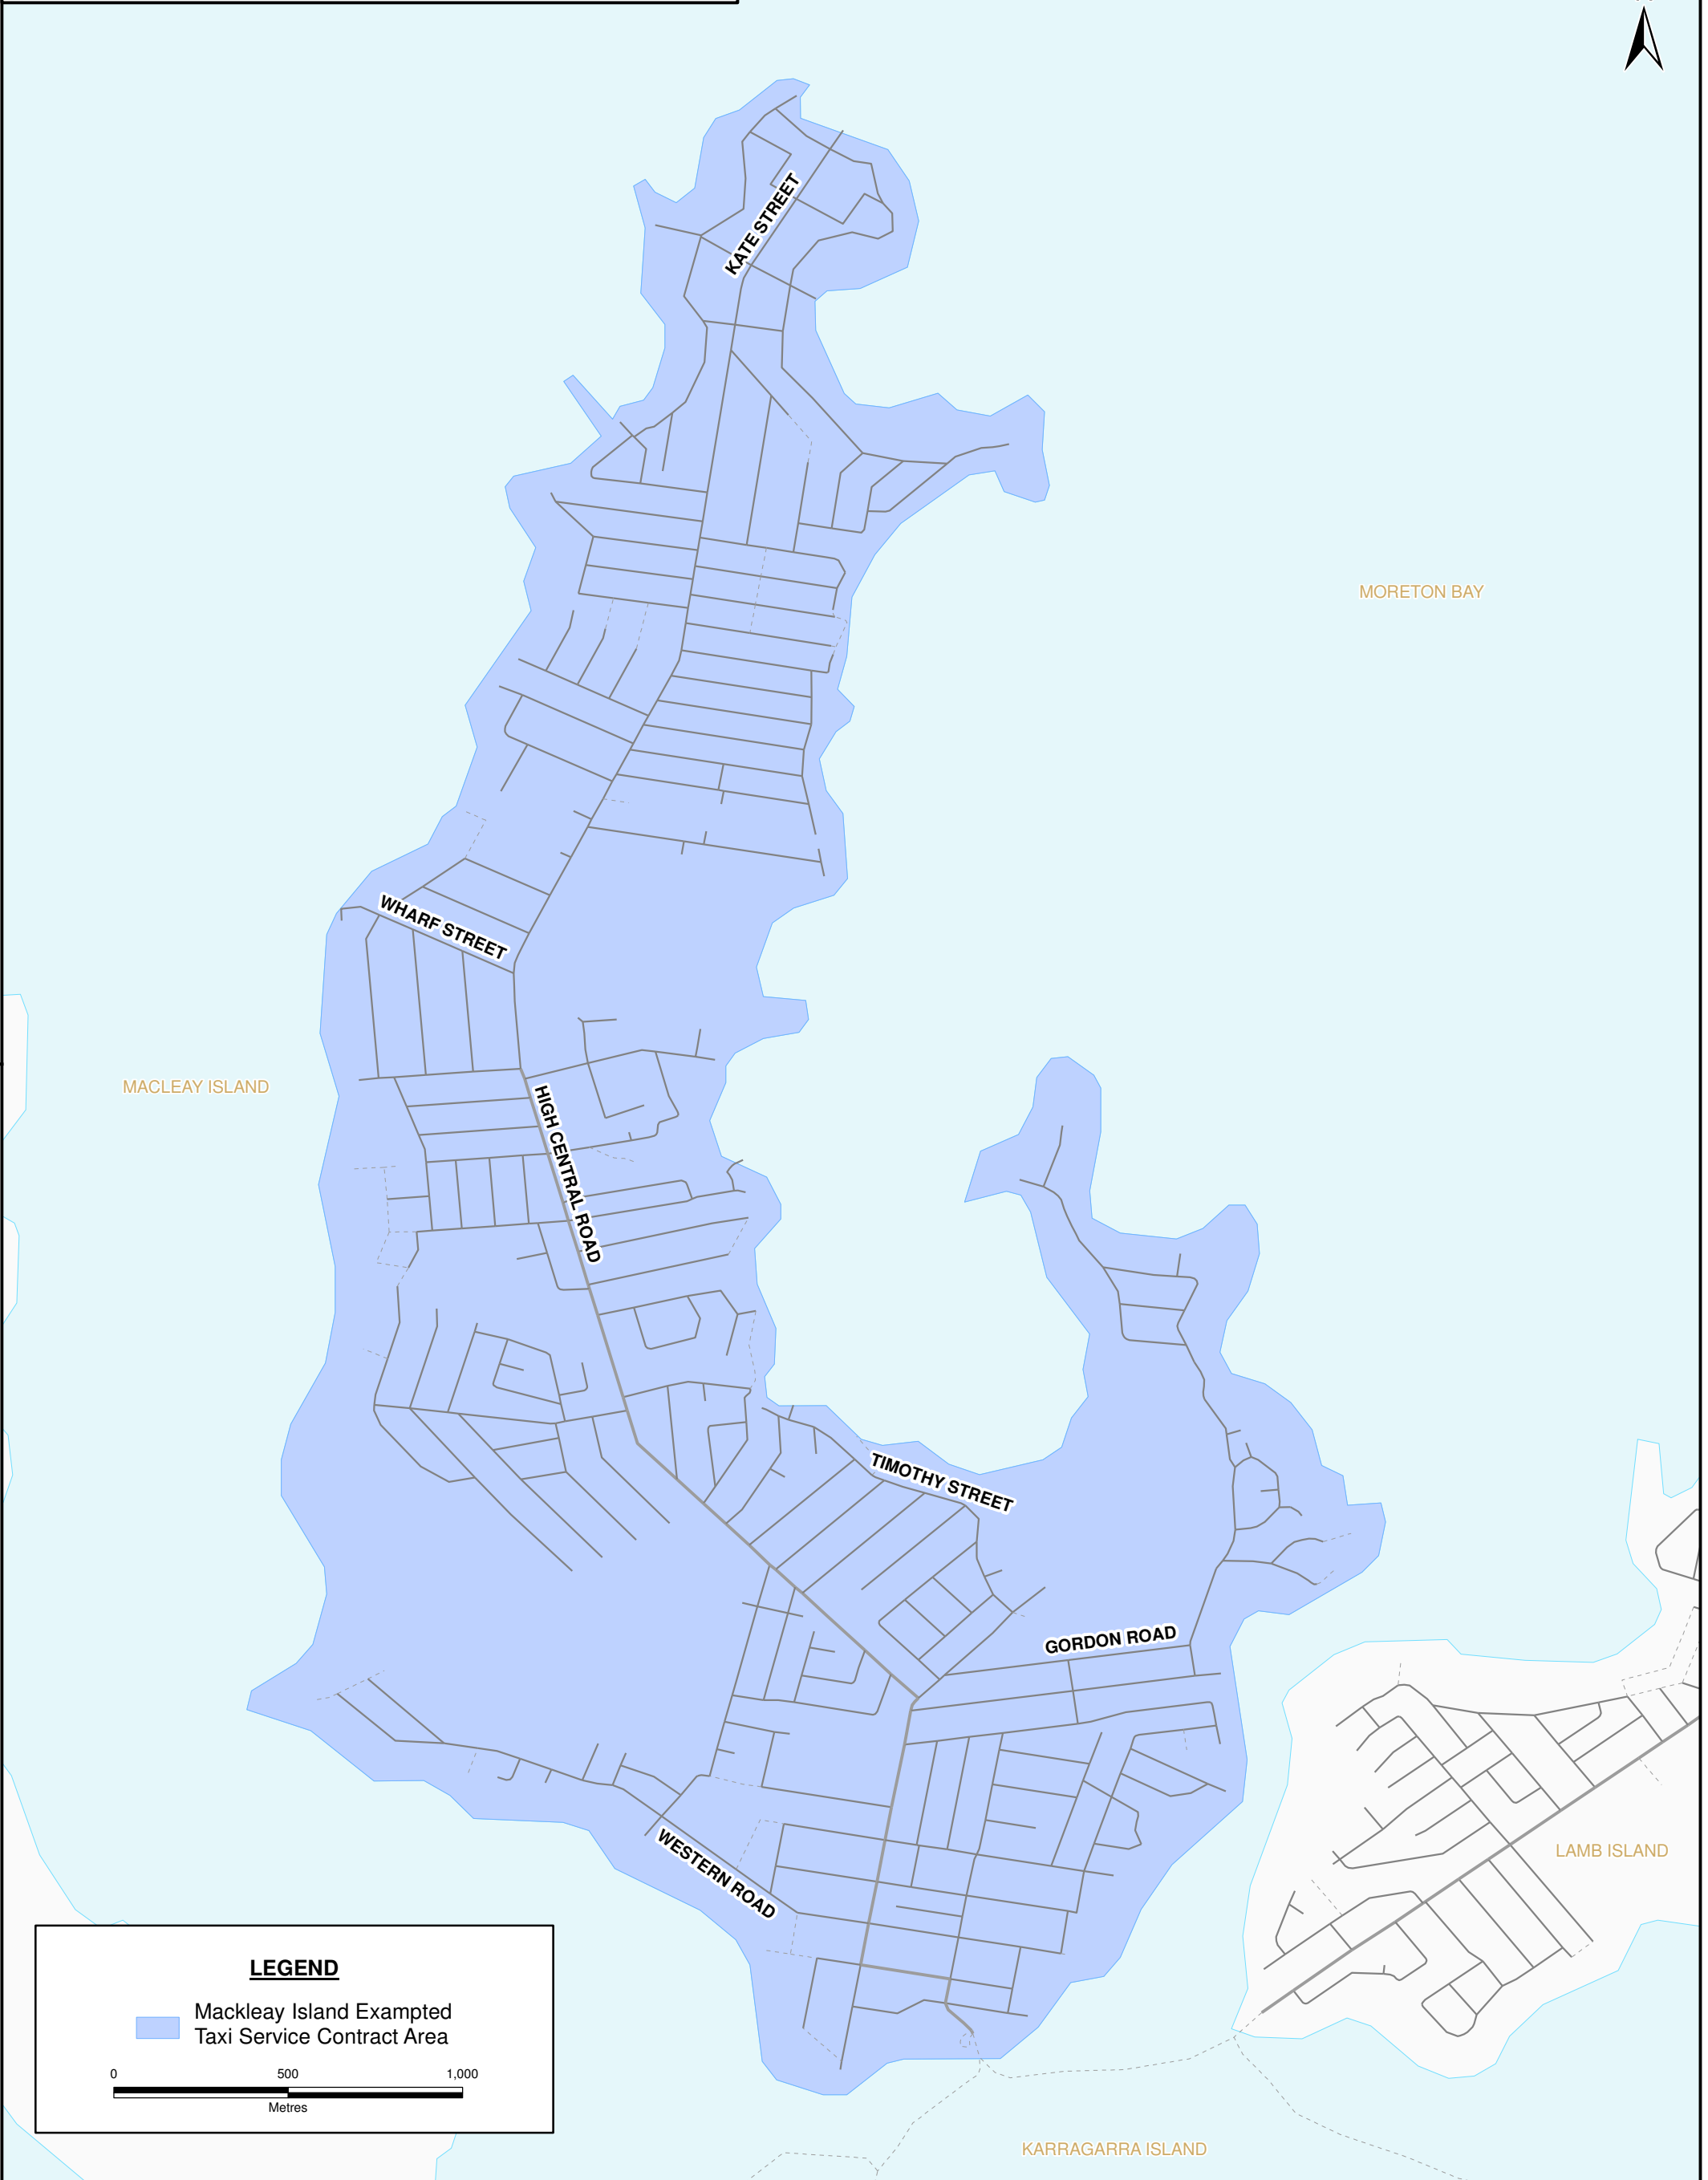 KATE STREET
MORETON BAY
WHARF STREET
MACLEAY ISLAND
HIGH CENTRAL ROAD
TIMOTHY STREET
GORDON ROAD
WESTERN ROAD
LAMB ISLAND
LEGEND
Mackleay Island Exampted
Taxi Service Contract Area
0 500 1,000
Metres
KARRAGARRA ISLAND